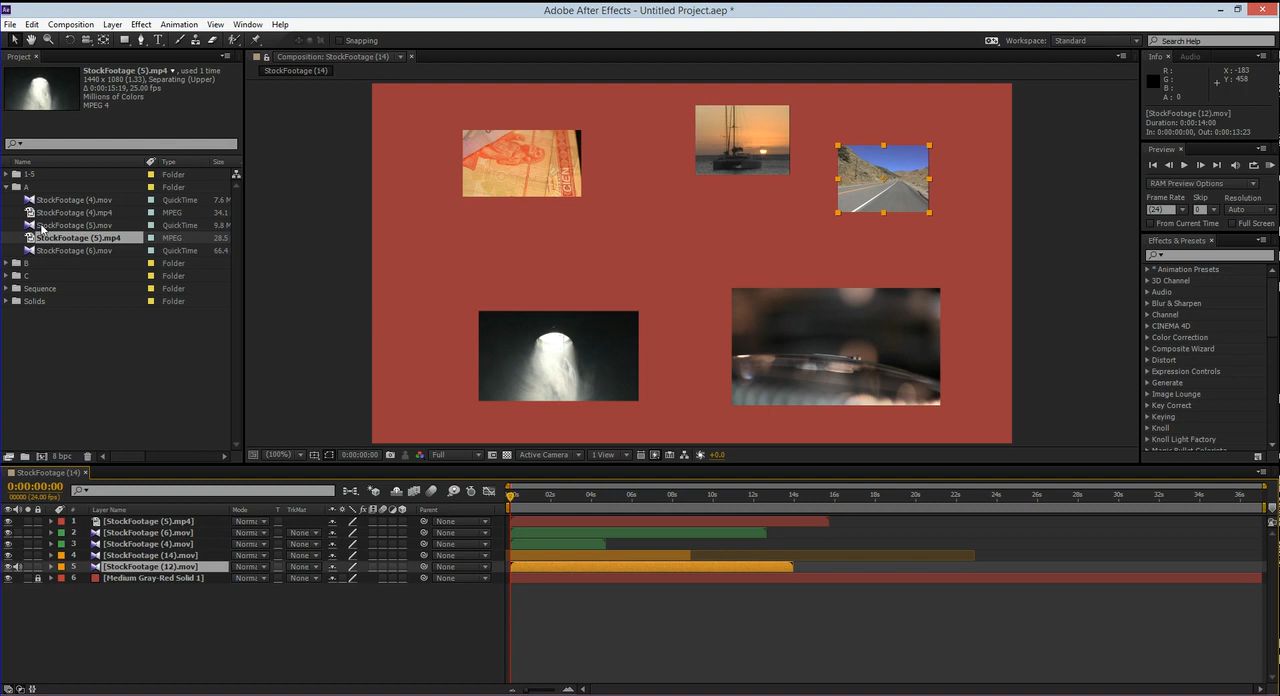 Adobe After Effects - Untitled Project.aep *
File Edit Composition Layer Effect Animation View Window Help
Snapping
Workspace: Standard
Search Help
Project
StockFootage (5).mp4 ▼, used 1 time
1440 x 1080 (1.33), Separating (Upper)
Δ 0:00:15:19, 25.00 fps
Millions of Colors
MPEG 4
Name Type Size
1-5 Folder
A Folder
StockFootage (4).mov QuickTime 7.6 M
StockFootage (4).mp4 MPEG 34.1
StockFootage (5).mov QuickTime 9.8 M
StockFootage (5).mp4 MPEG 28.5
StockFootage (6).mov QuickTime 66.4
B Folder
C Folder
Sequence Folder
Solids Folder
8 bpc
Composition: StockFootage (14)
StockFootage (14)
CIEN
(100%) 0:00:00:00 Full Active Camera 1 View +0.0
Info Audio
R : X : -183
G : Y : 458
B :
A : 0
[StockFootage (12).mov]
Duration: 0:00:14:00
In: 0:00:00:00, Out: 0:00:13:23
Preview
RAM Preview Options
Frame Rate Skip Resolution
(24) 0 Auto
From Current Time Full Screen
Effects & Presets
* Animation Presets
3D Channel
Audio
Blur & Sharpen
Channel
CINEMA 4D
Color Correction
Composite Wizard
Distort
Expression Controls
Generate
Image Lounge
Key Correct
Keying
Knoll
Knoll Light Factory
StockFootage (14)
0:00:00:00
00000 (24.00 fps)
# Layer Name Mode T TrkMat Parent
02s 04s 06s 08s 10s 12s 14s 16s 18s 20s 22s 24s 26s 28s 30s 32s 34s 36s
1 [StockFootage (5).mp4] Norma None
2 [StockFootage (6).mov] Norma None None
3 [StockFootage (4).mov] Norma None None
4 [StockFootage (14).mov] Norma None None
5 [StockFootage (12).mov] Norma None None
6 [Medium Gray-Red Solid 1] Norma None None